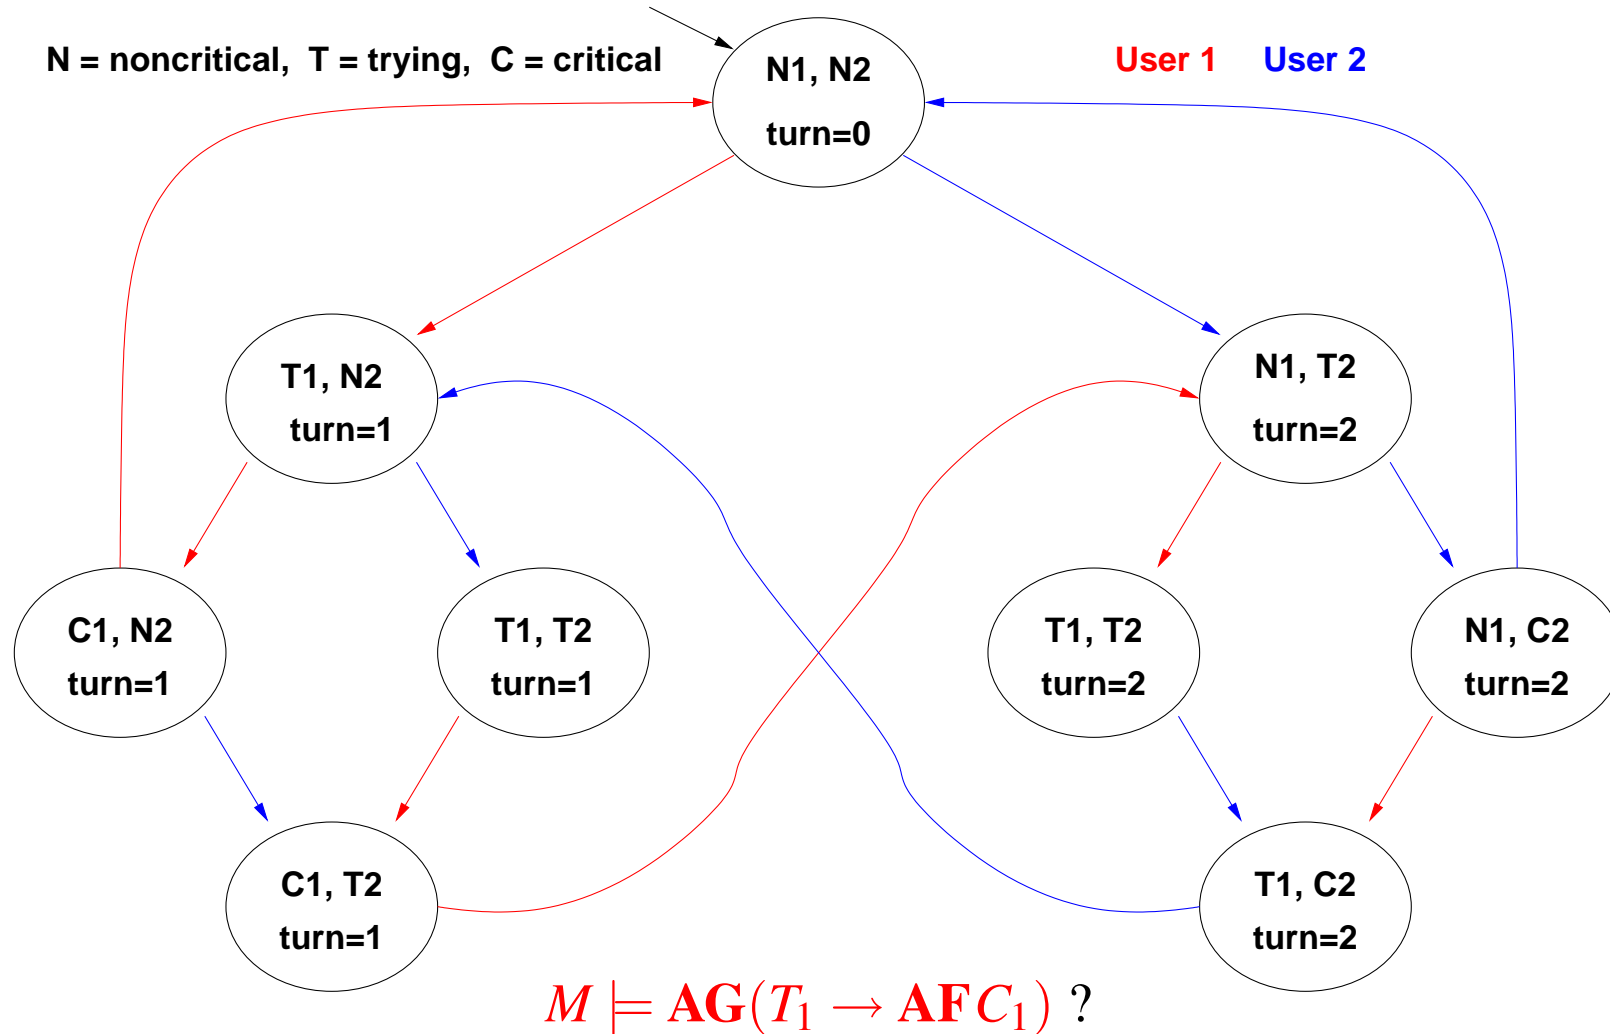 N = noncritical, T = trying, C = critical
User 1 User 2
N1, N2
turn=0
T1, N2
turn=1
N1, T2
turn=2
C1, N2
turn=1
T1, T2
turn=1
T1, T2
turn=2
N1, C2
turn=2
C1, T2
turn=1
T1, C2
turn=2
M ⊨ AG(T₁ → AF C₁) ?